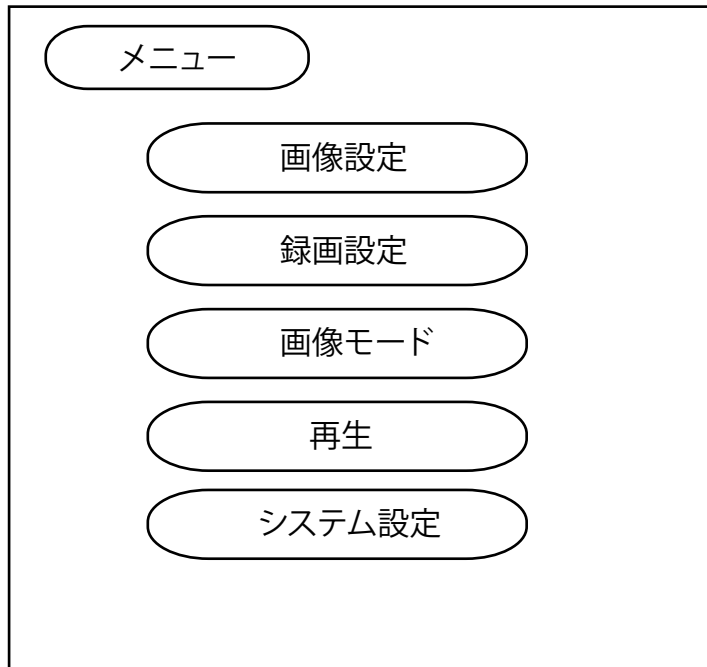 メニュー
画像設定
録画設定
画像モード
再生
システム設定